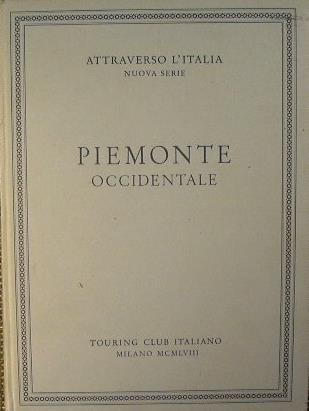 ATTRAVERSO L'ITALIA
NUOVA SERIE
PIEMONTE
OCCIDENTALE
TOURING CLUB ITALIANO
MILANO MCMLVIII